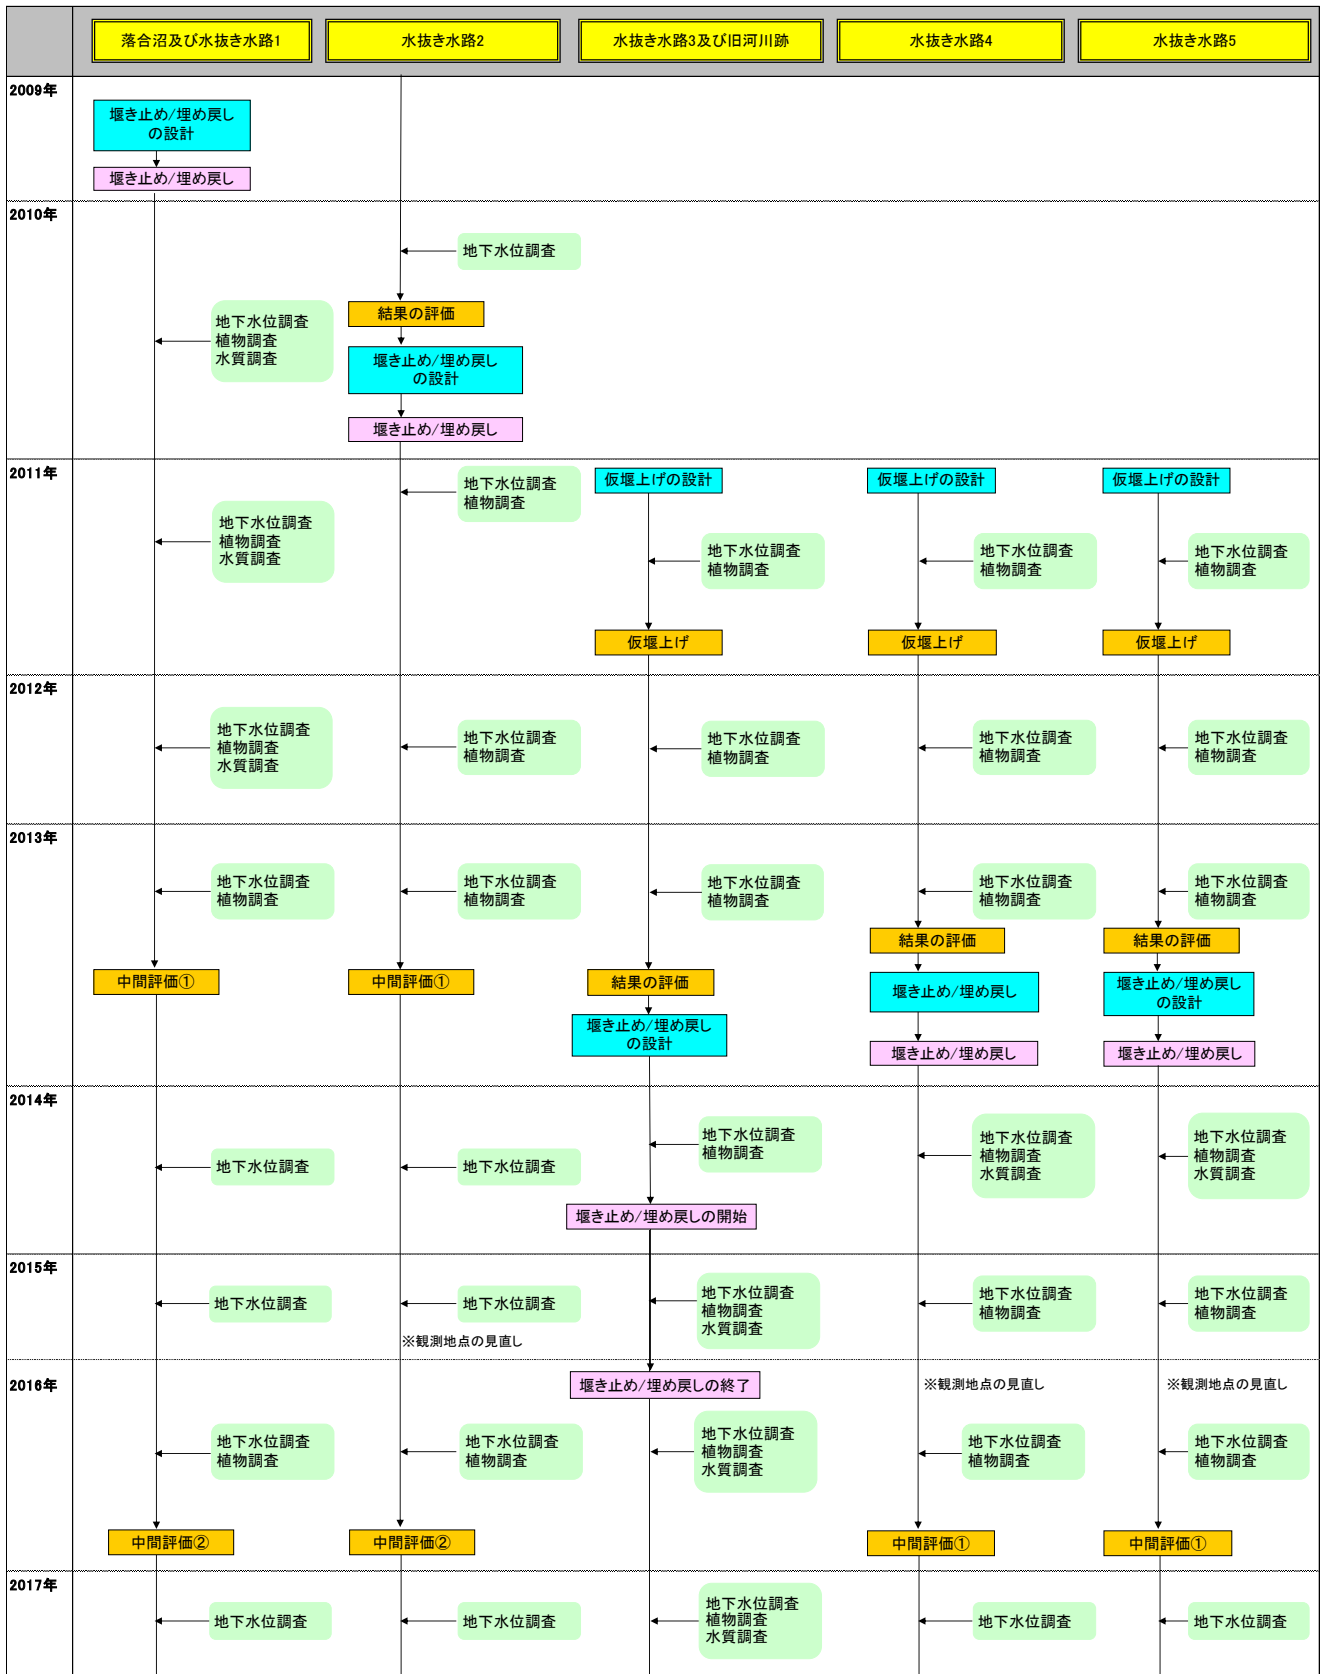 落合沼及び水抜き水路1
水抜き水路2
水抜き水路3及び旧河川跡
水抜き水路4
水抜き水路5
2009年
堰き止め/埋め戻し
の設計
堰き止め/埋め戻し
2010年
地下水位調査
地下水位調査
植物調査
水質調査
結果の評価
堰き止め/埋め戻し
の設計
堰き止め/埋め戻し
2011年
地下水位調査
植物調査
水質調査
地下水位調査
植物調査
仮堰上げの設計
地下水位調査
植物調査
仮堰上げ
仮堰上げの設計
地下水位調査
植物調査
仮堰上げ
仮堰上げの設計
地下水位調査
植物調査
仮堰上げ
2012年
地下水位調査
植物調査
水質調査
地下水位調査
植物調査
地下水位調査
植物調査
地下水位調査
植物調査
地下水位調査
植物調査
2013年
地下水位調査
植物調査
中間評価①
地下水位調査
植物調査
中間評価①
地下水位調査
植物調査
結果の評価
堰き止め/埋め戻し
の設計
地下水位調査
植物調査
結果の評価
堰き止め/埋め戻し
堰き止め/埋め戻し
地下水位調査
植物調査
結果の評価
堰き止め/埋め戻し
の設計
堰き止め/埋め戻し
2014年
地下水位調査
地下水位調査
地下水位調査
植物調査
堰き止め/埋め戻しの開始
地下水位調査
植物調査
水質調査
地下水位調査
植物調査
水質調査
2015年
地下水位調査
地下水位調査
※観測地点の見直し
地下水位調査
植物調査
水質調査
地下水位調査
植物調査
地下水位調査
植物調査
2016年
地下水位調査
植物調査
中間評価②
地下水位調査
植物調査
中間評価②
堰き止め/埋め戻しの終了
地下水位調査
植物調査
水質調査
※観測地点の見直し
地下水位調査
植物調査
中間評価①
※観測地点の見直し
地下水位調査
植物調査
中間評価①
2017年
地下水位調査
地下水位調査
地下水位調査
植物調査
水質調査
地下水位調査
地下水位調査